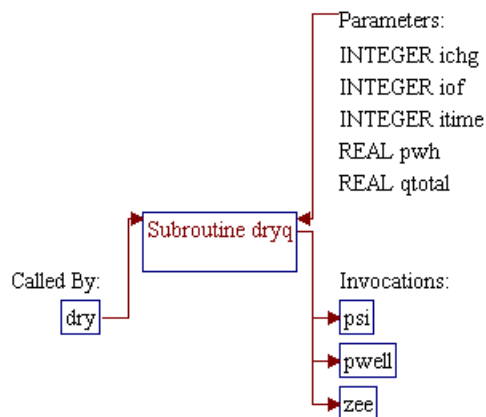 Parameters:
INTEGER ichg
INTEGER iof
INTEGER itime
REAL pwh
REAL qtotal
Subroutine dryq
Called By:
dry
Invocations:
psi
pwell
zee